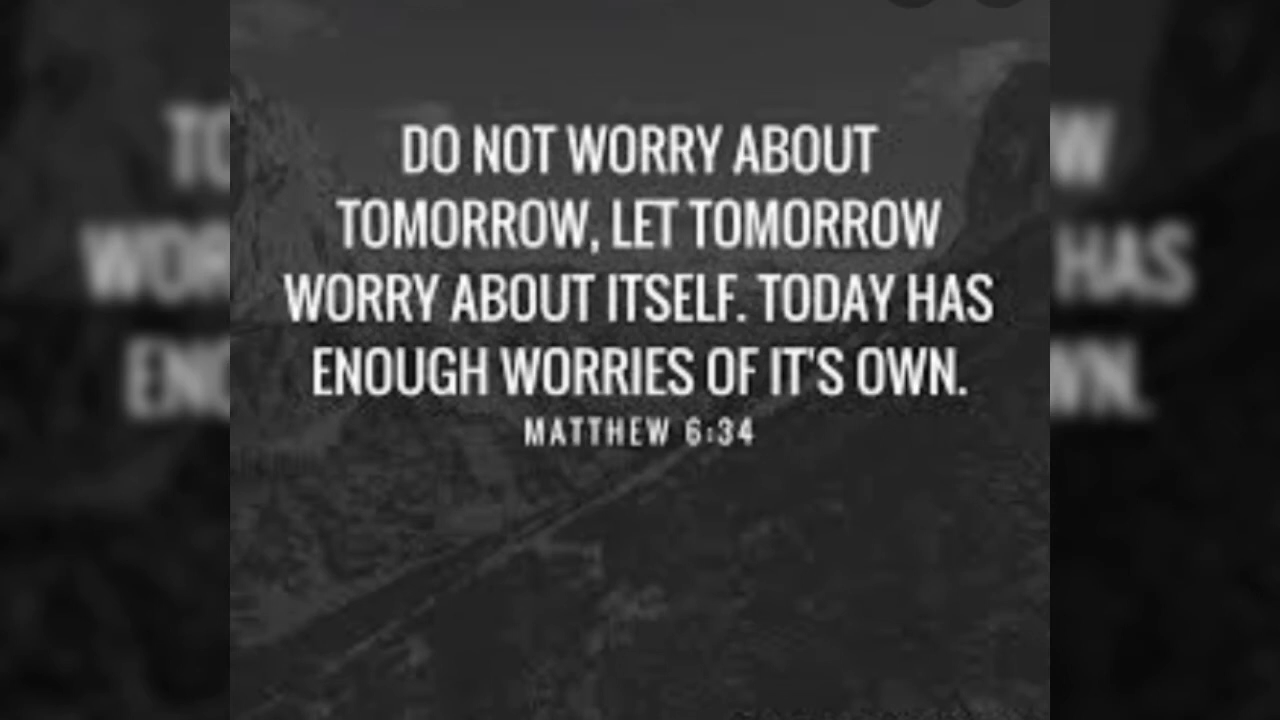 DO NOT WORRY ABOUT
TOMORROW, LET TOMORROW
WORRY ABOUT ITSELF. TODAY HAS
ENOUGH WORRIES OF IT'S OWN.
MATTHEW 6:34